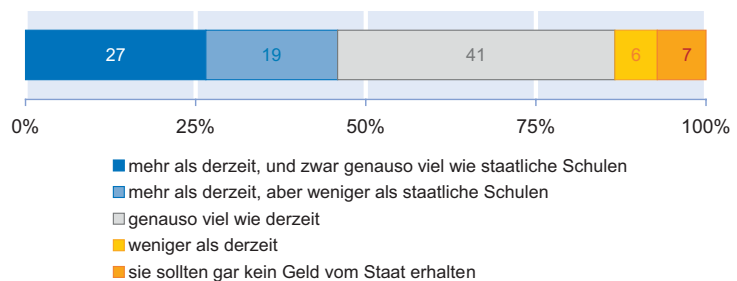 27 19 41 6 7
0% 25% 50% 75% 100%
mehr als derzeit, und zwar genauso viel wie staatliche Schulen
mehr als derzeit, aber weniger als staatliche Schulen
genauso viel wie derzeit
weniger als derzeit
sie sollten gar kein Geld vom Staat erhalten